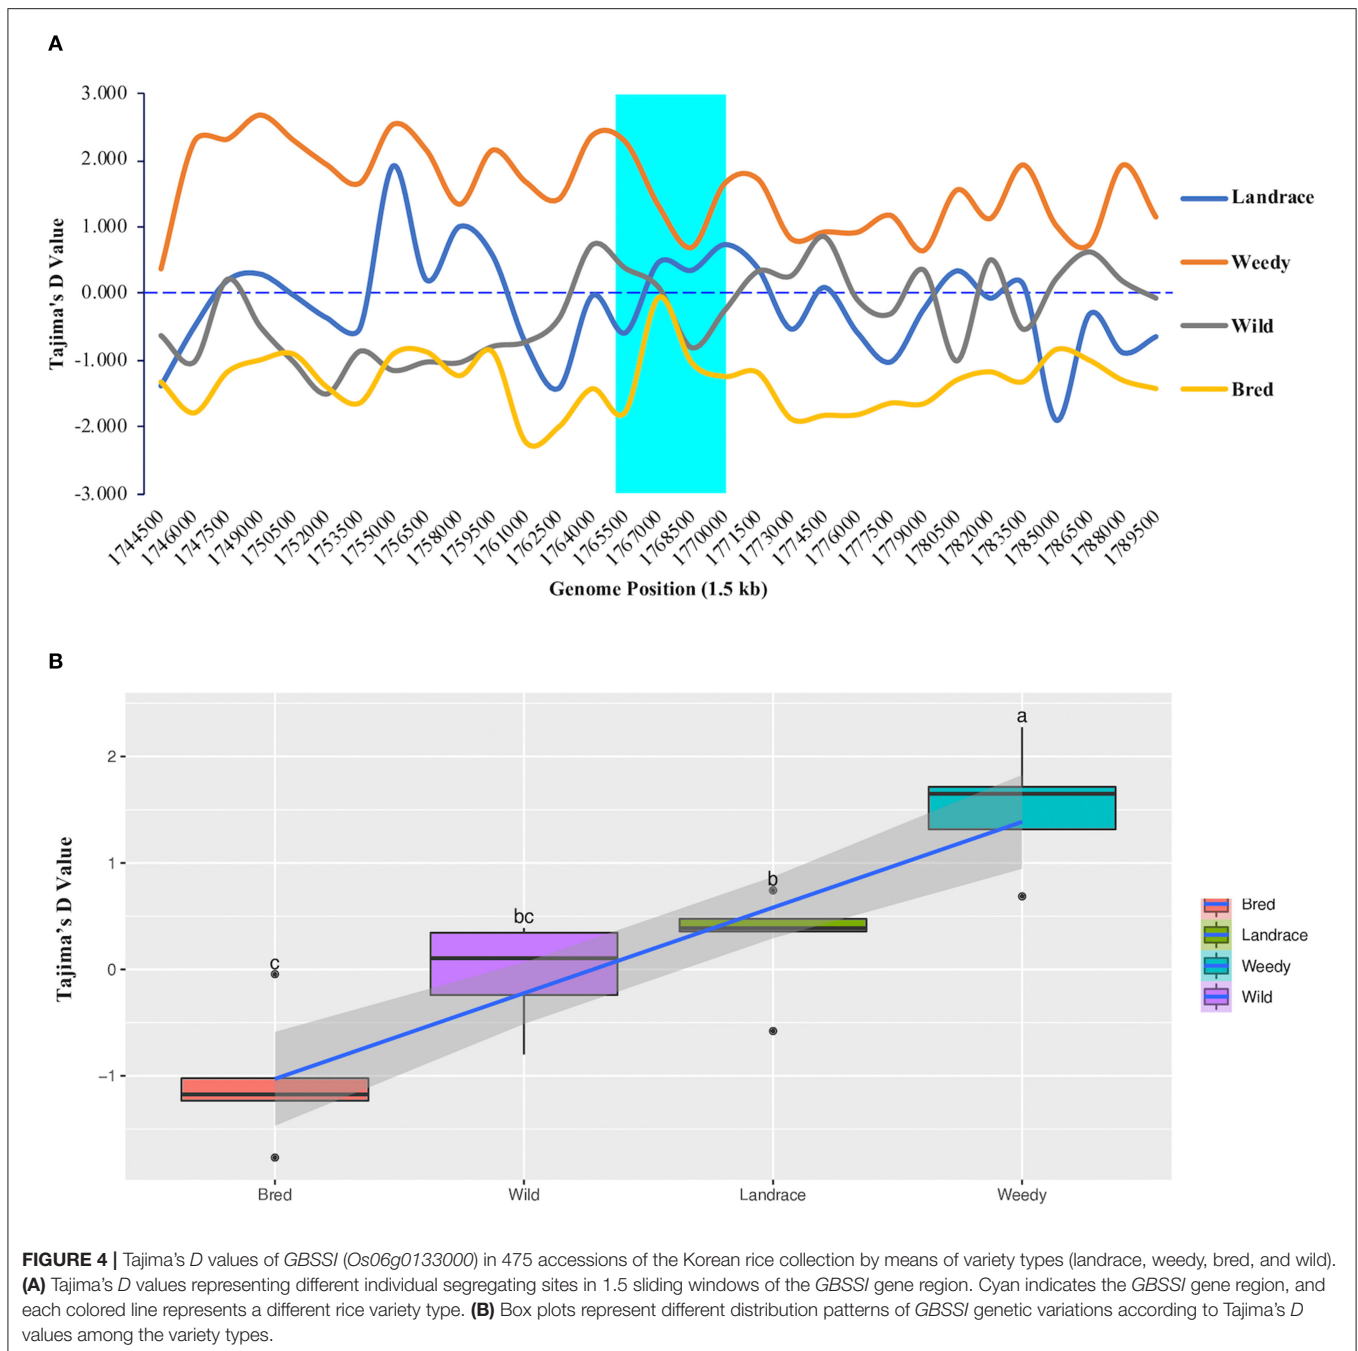 A
3.000
2.000
1.000
0.000
-1.000
-2.000
-3.000
Tajima's D Value
Landrace
Weedy
Wild
Bred
1744500 1746000 1747500 1749000 1750500 1752000 1753500 1755000 1756500 1758000 1759500 1761000 1762500 1764000 1765500 1767000 1768500 1770000 1771500 1773000 1774500 1776000 1777500 1779000 1780500 1782000 1783500 1785000 1786500 1788000 1789500
Genome Position (1.5 kb)
B
Tajima's D Value
2
1
0
−1
c
bc
b
a
Bred Wild Landrace Weedy
Bred
Landrace
Weedy
Wild
FIGURE 4 | Tajima's D values of GBSSI (Os06g0133000) in 475 accessions of the Korean rice collection by means of variety types (landrace, weedy, bred, and wild).
(A) Tajima's D values representing different individual segregating sites in 1.5 sliding windows of the GBSSI gene region. Cyan indicates the GBSSI gene region, and
each colored line represents a different rice variety type. (B) Box plots represent different distribution patterns of GBSSI genetic variations according to Tajima's D
values among the variety types.